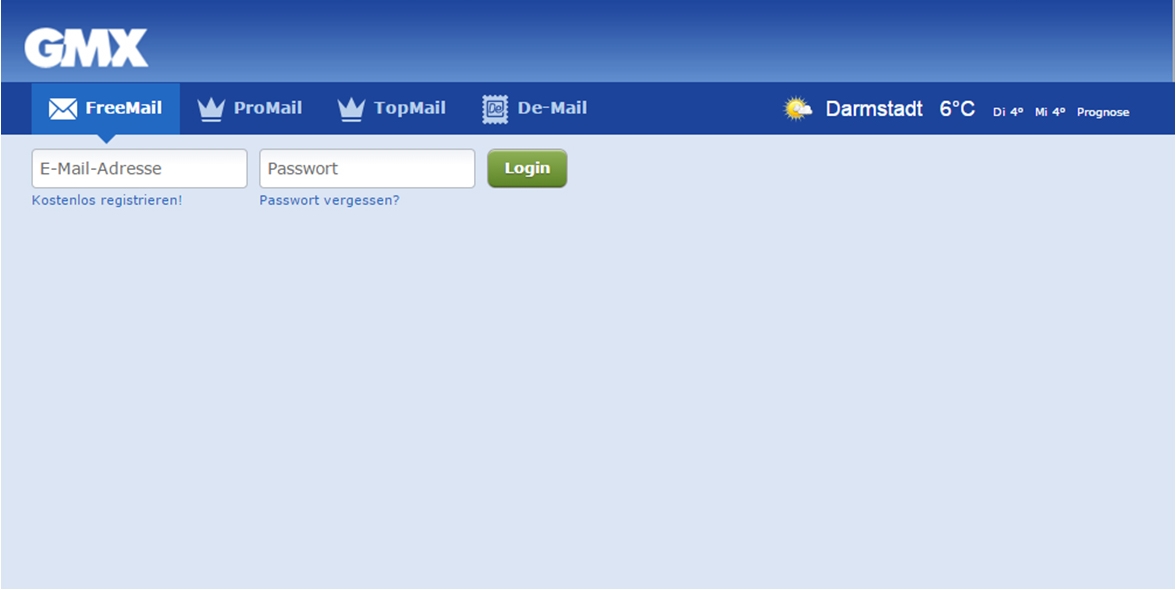 GMX
FreeMail ProMail TopMail De De-Mail Darmstadt 6°C Di 4° Mi 4° Prognose
E-Mail-Adresse Passwort Login
Kostenlos registrieren! Passwort vergessen?